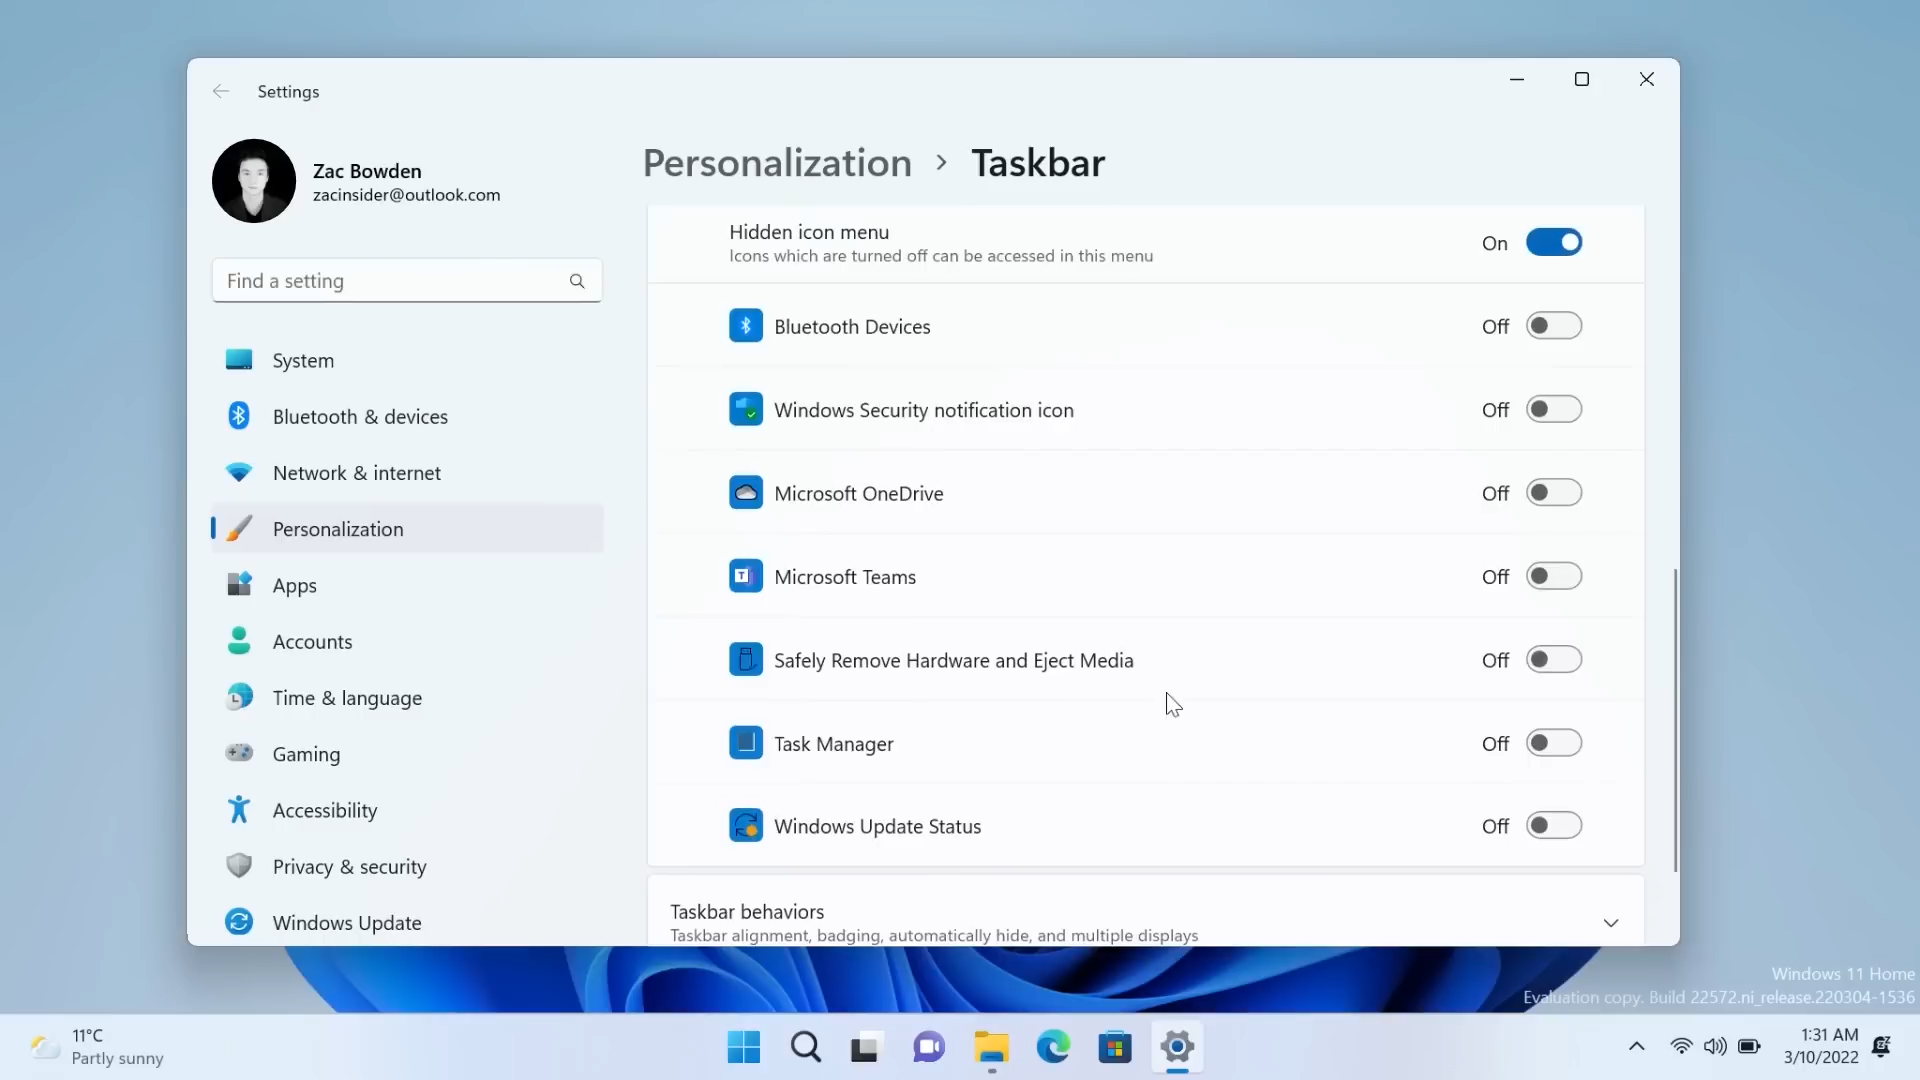 Settings
Zac Bowden
zacinsider@outlook.com
Find a setting
System
Bluetooth & devices
Network & internet
Personalization
Apps
Accounts
Time & language
Gaming
Accessibility
Privacy & security
Windows Update
Personalization > Taskbar
Hidden icon menu
Icons which are turned off can be accessed in this menu
On
Bluetooth Devices Off
Windows Security notification icon Off
Microsoft OneDrive Off
Microsoft Teams Off
Safely Remove Hardware and Eject Media Off
Task Manager Off
Windows Update Status Off
Taskbar behaviors
Taskbar alignment, badging, automatically hide, and multiple displays
Windows 11 Home
Evaluation copy. Build 22572.ni_release.220304-1536
11°C
Partly sunny
1:31 AM
3/10/2022